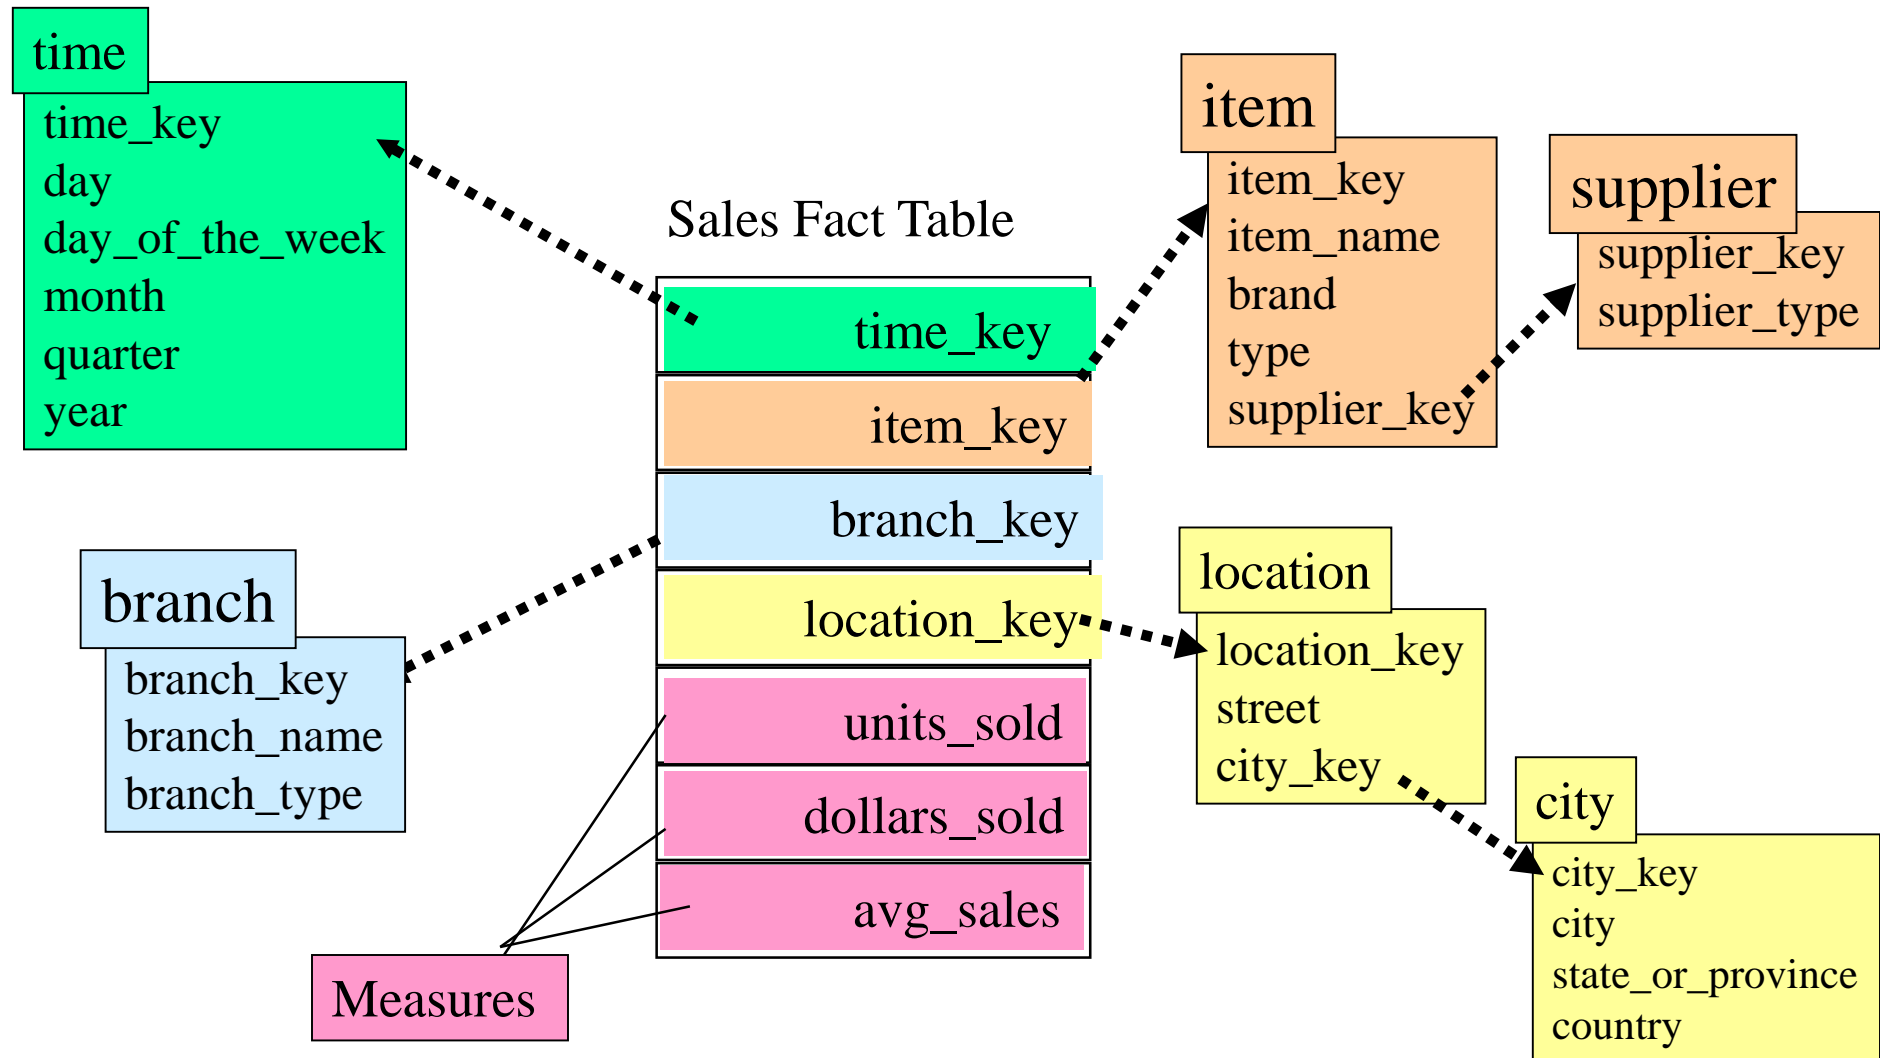 time
time_key
day
day_of_the_week
month
quarter
year
Sales Fact Table
time_key
item_key
branch_key
location_key
units_sold
dollars_sold
avg_sales
item
item_key
item_name
brand
type
supplier_key
supplier
supplier_key
supplier_type
branch
branch_key
branch_name
branch_type
location
location_key
street
city_key
city
city_key
city
state_or_province
country
Measures